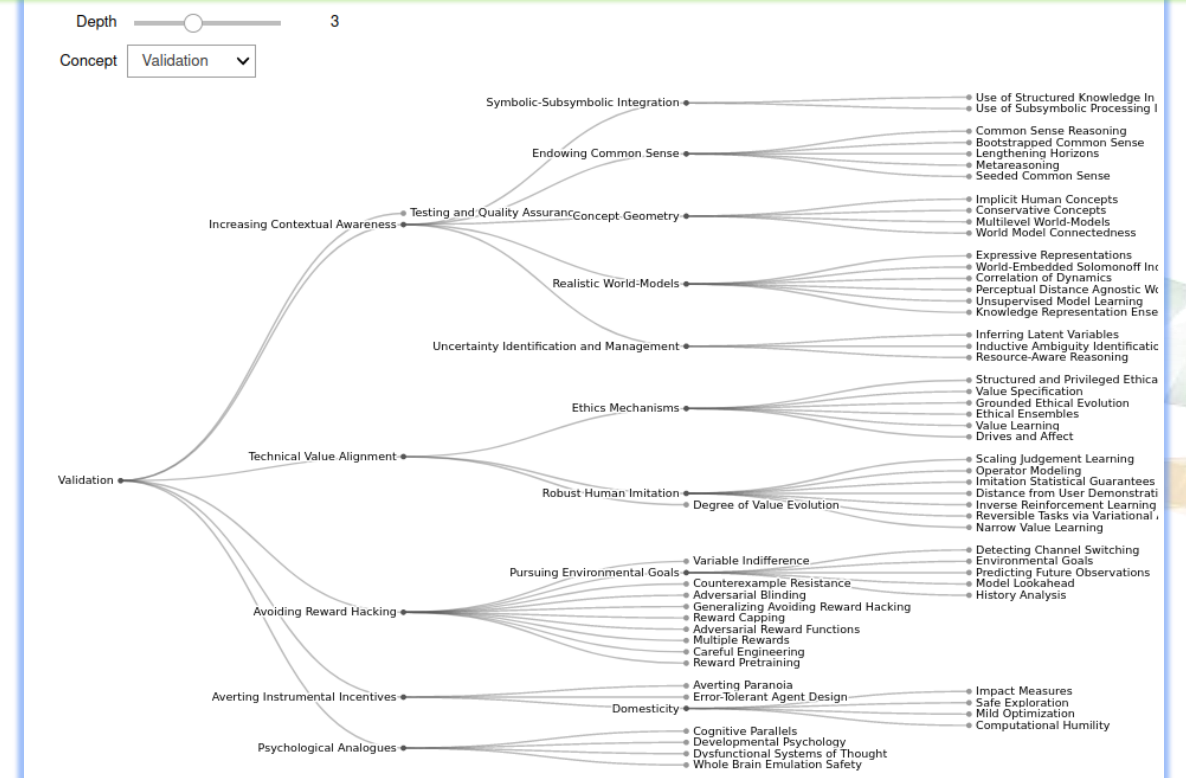 Depth 3
Concept Validation
Symbolic-Subsymbolic Integration
Use of Structured Knowledge In
Use of Subsymbolic Processing
Endowing Common Sense
Common Sense Reasoning
Bootstrapped Common Sense
Lengthening Horizons
Metareasoning
Seeded Common Sense
Testing and Quality Assuranc
Increasing Contextual Awareness
Concept Geometry
Implicit Human Concepts
Conservative Concepts
Multilevel World-Models
World Model Connectedness
Realistic World-Models
Expressive Representations
World-Embedded Solomonoff Inc
Correlation of Dynamics
Perceptual Distance Agnostic Wo
Unsupervised Model Learning
Knowledge Representation Ense
Uncertainty Identification and Management
Inferring Latent Variables
Inductive Ambiguity Identificatic
Resource-Aware Reasoning
Ethics Mechanisms
Structured and Privileged Ethica
Value Specification
Grounded Ethical Evolution
Ethical Ensembles
Value Learning
Drives and Affect
Technical Value Alignment
Validation
Robust Human Imitation
Degree of Value Evolution
Scaling Judgement Learning
Operator Modeling
Imitation Statistical Guarantees
Distance from User Demonstrati
Inverse Reinforcement Learning
Reversible Tasks via Variational
Narrow Value Learning
Variable Indifference
Pursuing Environmental Goals
Detecting Channel Switching
Environmental Goals
Predicting Future Observations
Model Lookahead
History Analysis
Counterexample Resistance
Adversarial Blinding
Generalizing Avoiding Reward Hacking
Avoiding Reward Hacking
Reward Capping
Adversarial Reward Functions
Multiple Rewards
Careful Engineering
Reward Pretraining
Averting Paranoia
Averting Instrumental Incentives
Error-Tolerant Agent Design
Domesticity
Impact Measures
Safe Exploration
Mild Optimization
Computational Humility
Psychological Analogues
Cognitive Parallels
Developmental Psychology
Dysfunctional Systems of Thought
Whole Brain Emulation Safety